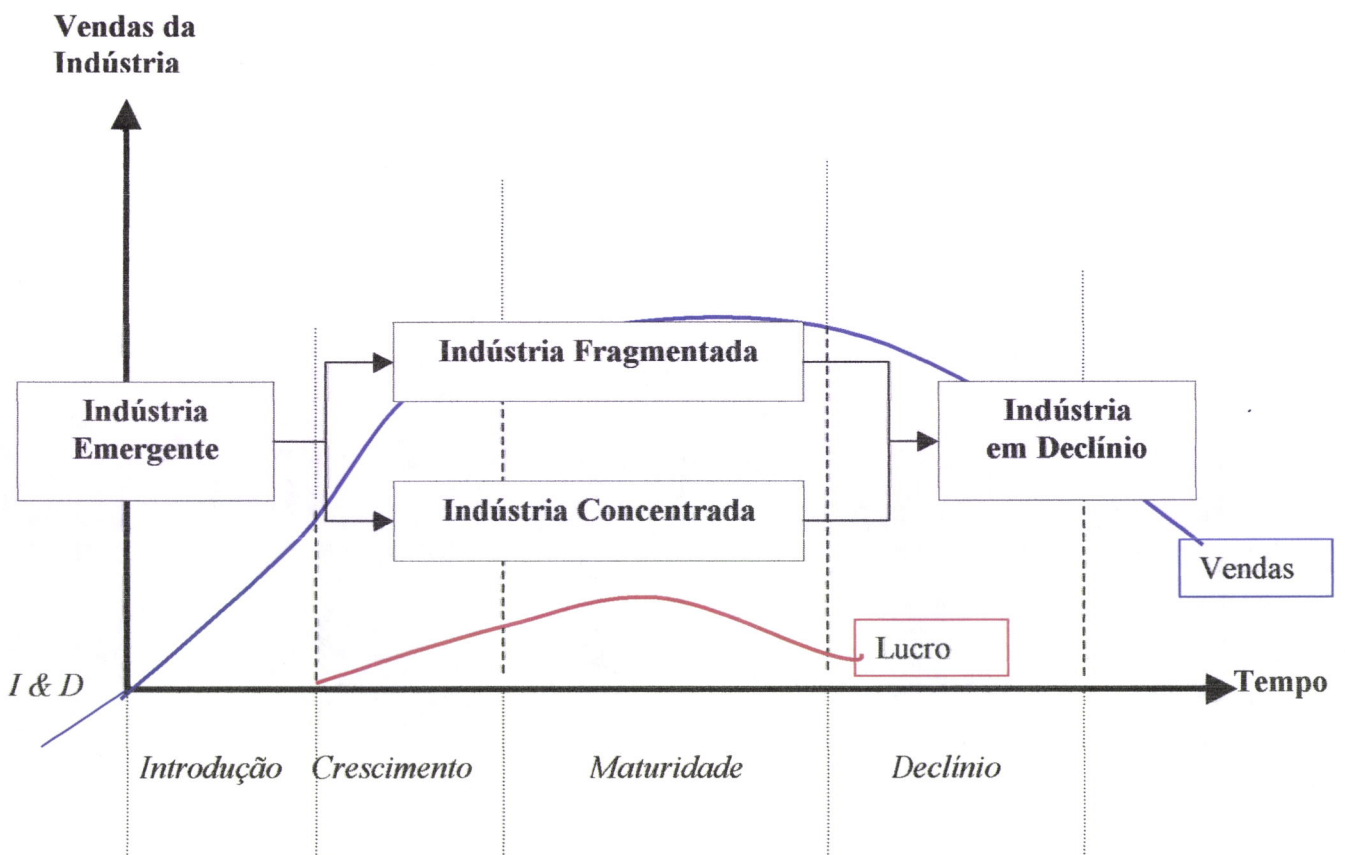 Vendas da
Indústria
Indústria Fragmentada
Indústria
Emergente
Indústria
em Declínio
Indústria Concentrada
Vendas
Lucro
I & D
Tempo
Introdução
Crescimento
Maturidade
Declínio